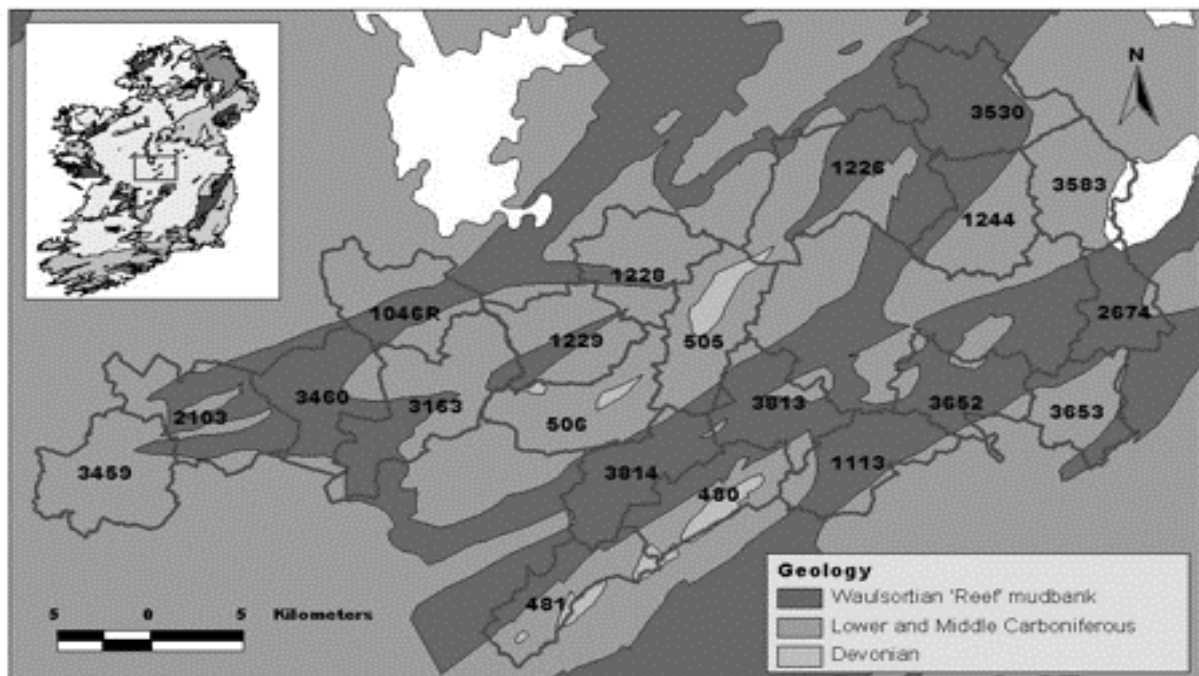 N
3530
1226
3583
1244
1228
2674
1046R
1229
505
3460
3163
3813
3652
2103
506
3653
3459
3814
1113
480
481
5 0 5 Kilometers
Geology
Waulsortian 'Reef' mudbank
Lower and Middle Carboniferous
Devonian